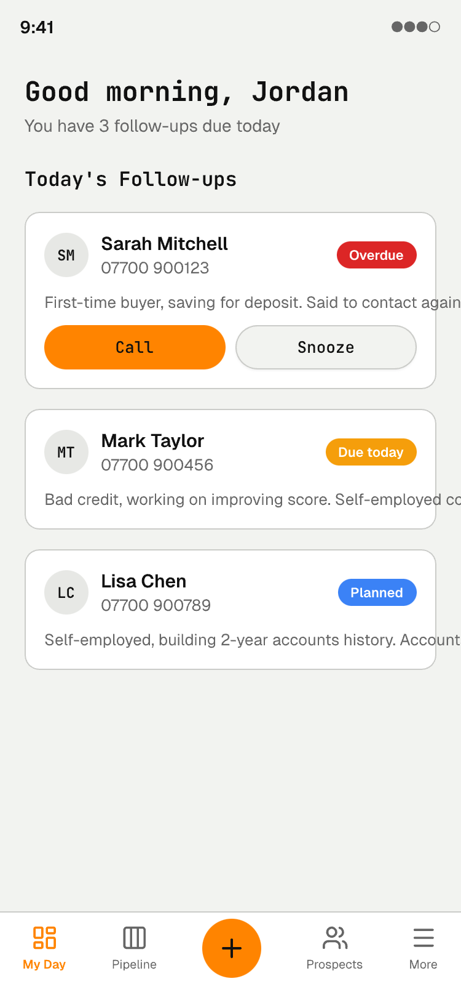 9:41
Good morning, Jordan
You have 3 follow-ups due today
Today's Follow-ups
SM
Sarah Mitchell
07700 900123
Overdue
First-time buyer, saving for deposit. Said to contact again
Call
Snooze
MT
Mark Taylor
07700 900456
Due today
Bad credit, working on improving score. Self-employed co
LC
Lisa Chen
07700 900789
Planned
Self-employed, building 2-year accounts history. Account
My Day
Pipeline
Prospects
More